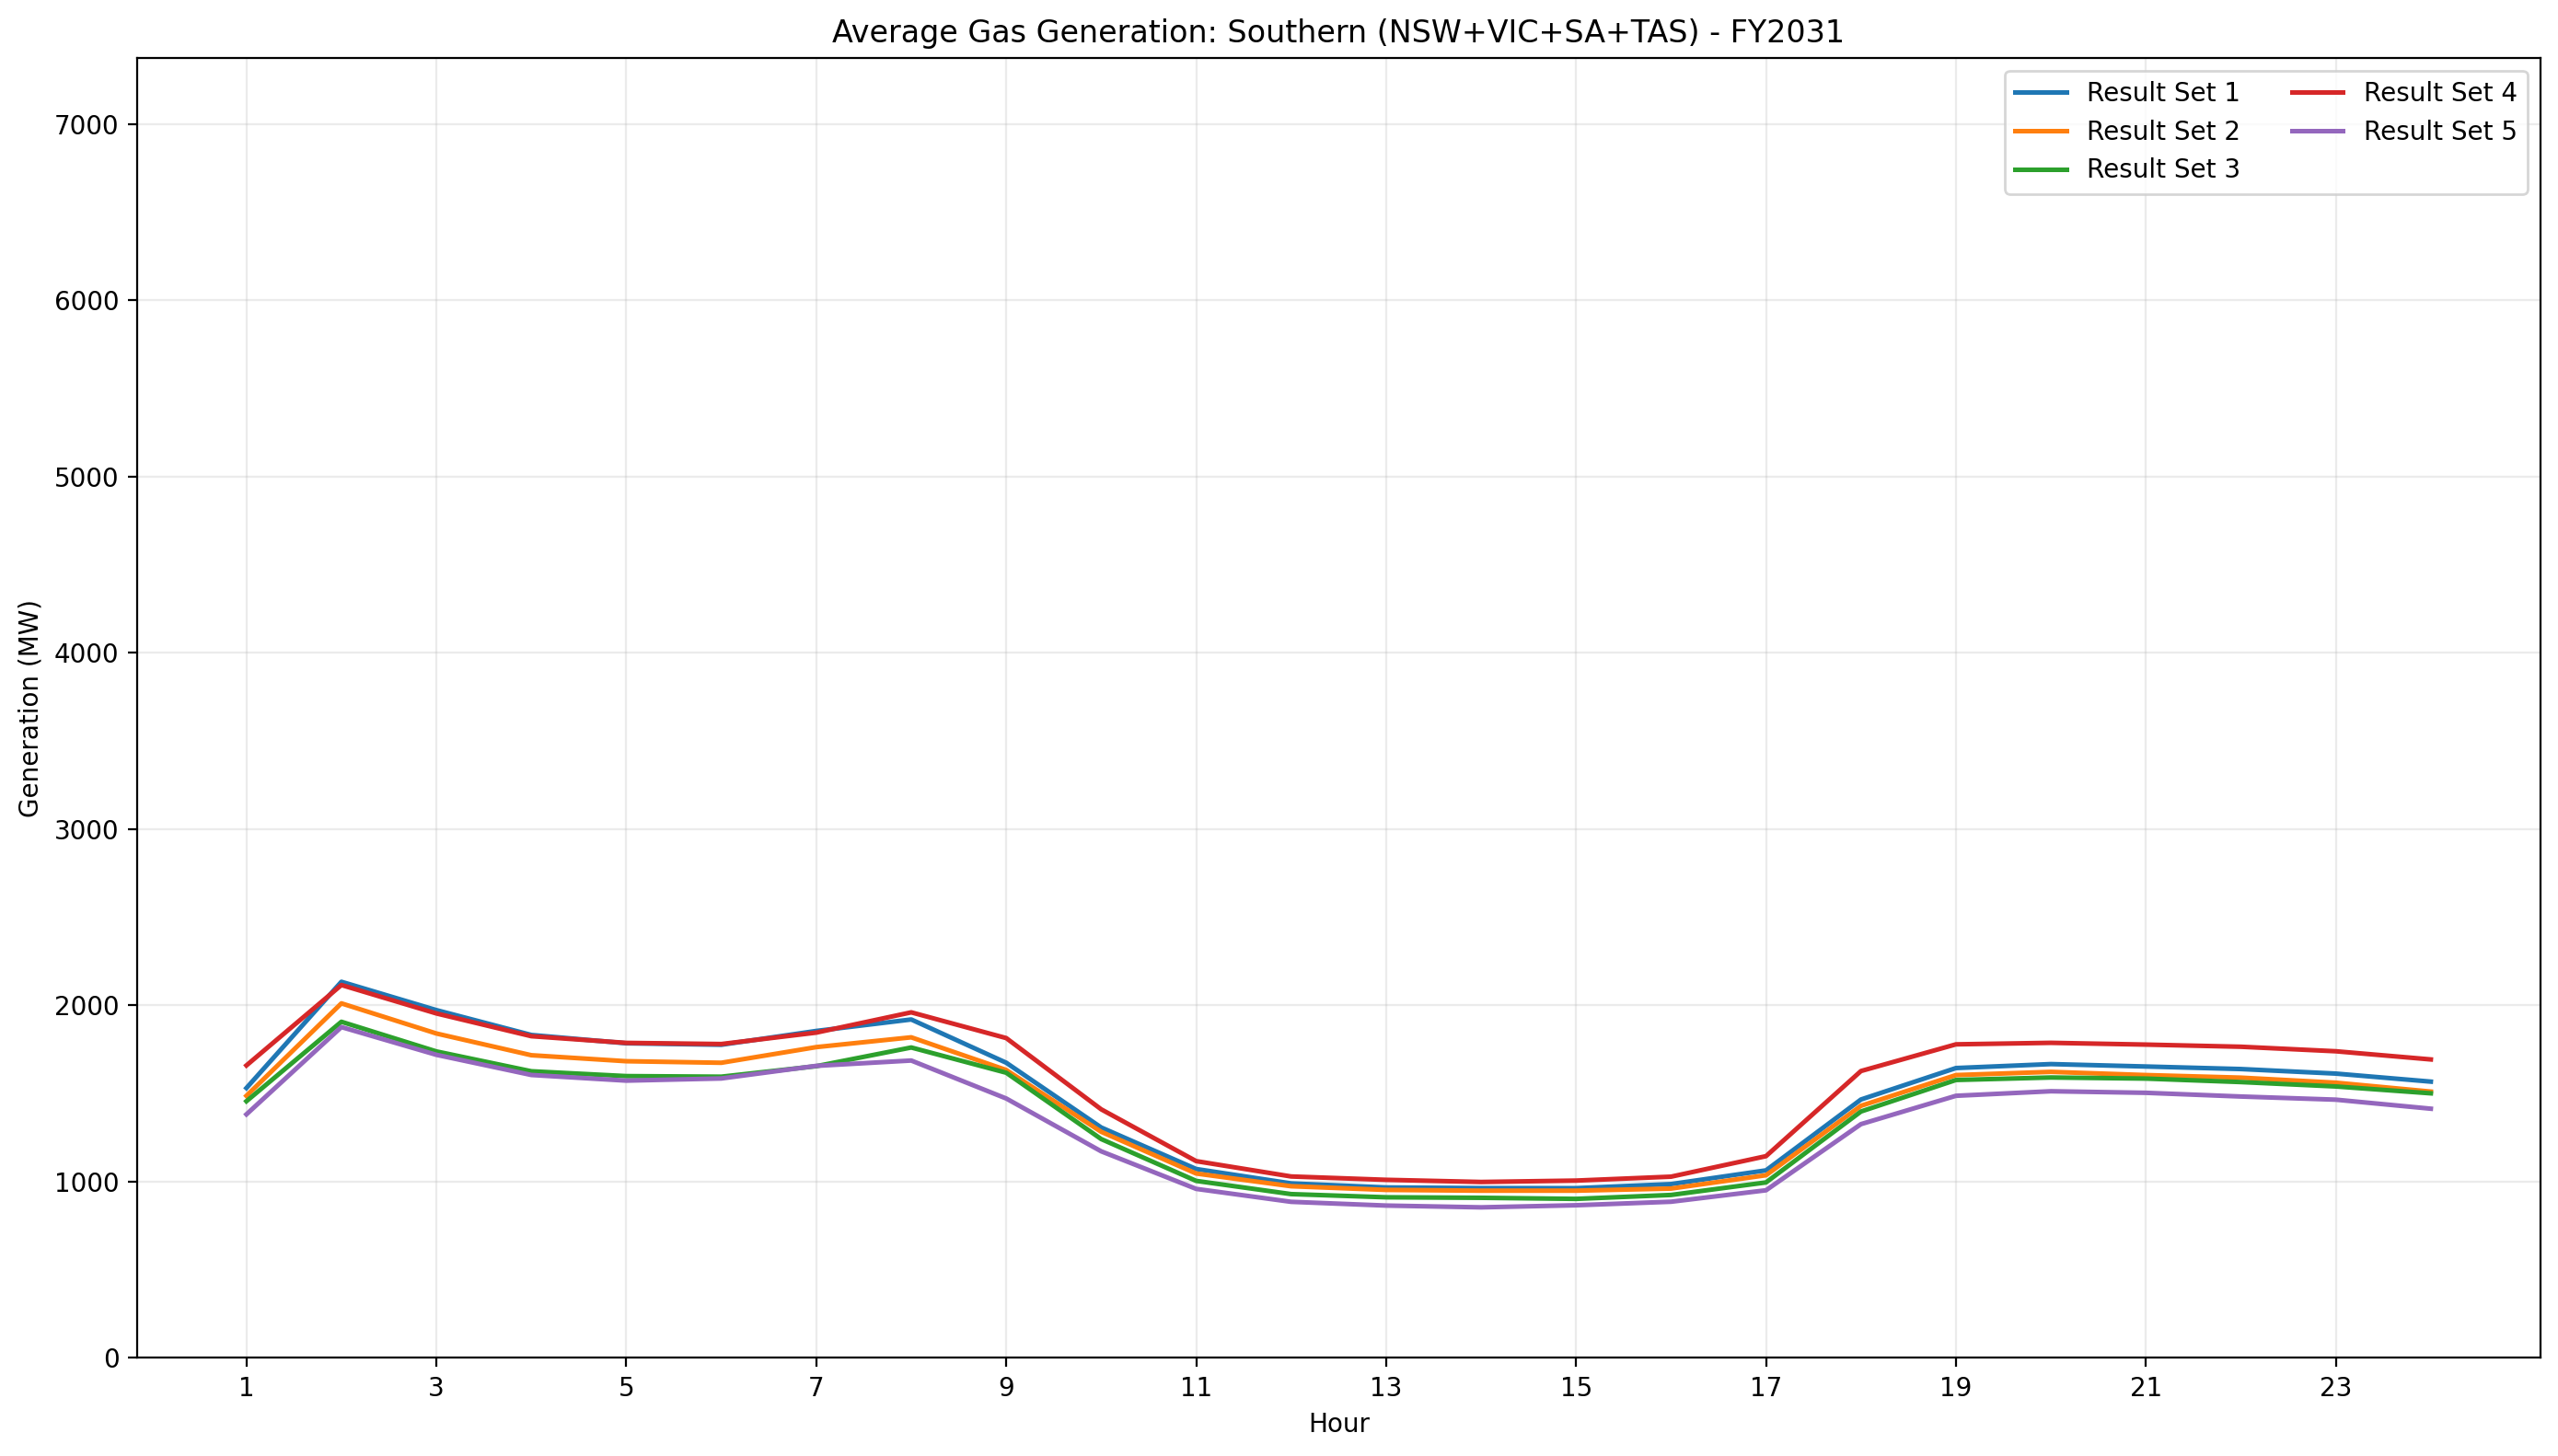 Average Gas Generation: Southern (NSW+VIC+SA+TAS) - FY2031
Result Set 1
Result Set 2
Result Set 3
Result Set 4
Result Set 5
Generation (MW)
7000
6000
5000
4000
3000
2000
1000
0
1 3 5 7 9 11 13 15 17 19 21 23
Hour